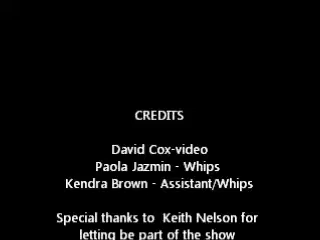 CREDITS
David Cox-video
Paola Jazmin - Whips
Kendra Brown - Assistant/Whips
Special thanks to  Keith Nelson for
letting be part of the show